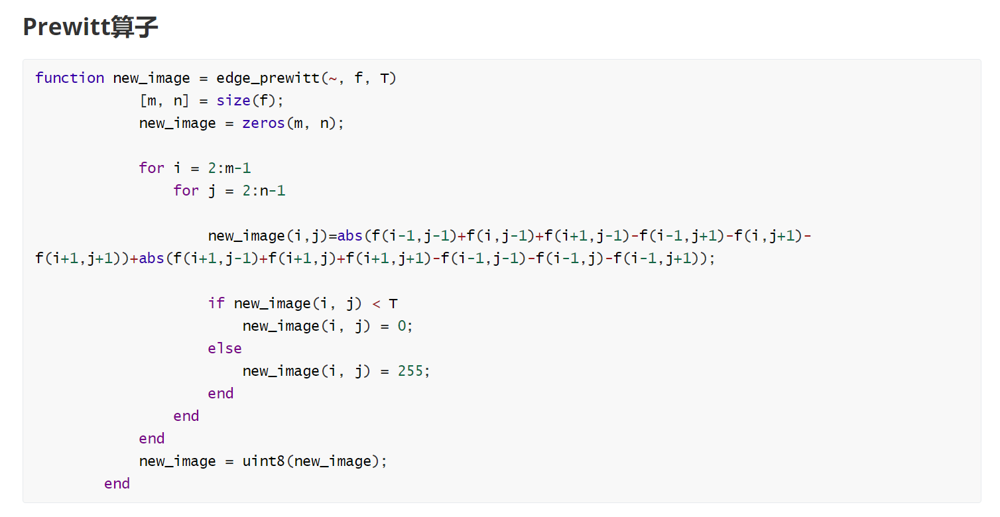 Prewitt算子
function new_image = edge_prewitt(~, f, T)
            [m, n] = size(f);
            new_image = zeros(m, n);

            for i = 2:m-1
                for j = 2:n-1

                    new_image(i,j)=abs(f(i-1,j-1)+f(i,j-1)+f(i+1,j-1)-f(i-1,j+1)-f(i,j+1)-
f(i+1,j+1))+abs(f(i+1,j-1)+f(i+1,j)+f(i+1,j+1)-f(i-1,j-1)-f(i-1,j)-f(i-1,j+1));

                    if new_image(i, j) < T
                        new_image(i, j) = 0;
                    else
                        new_image(i, j) = 255;
                    end
                end
            end
            new_image = uint8(new_image);
        end